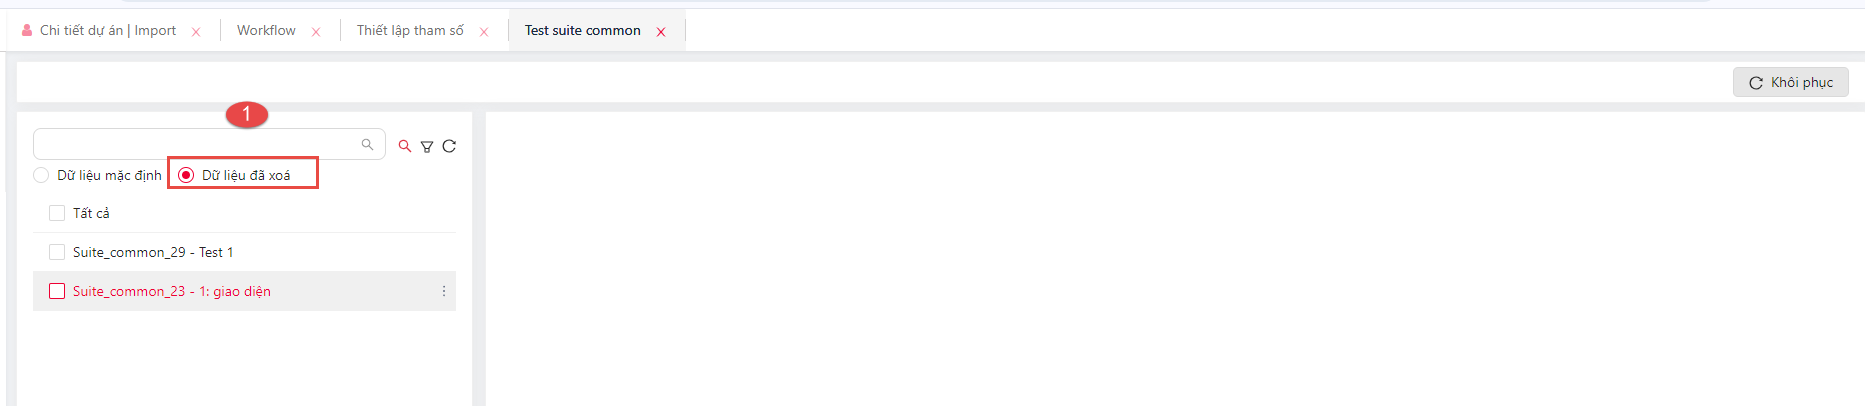 Chi tiết dự án | Import Workflow Thiết lập tham số Test suite common
Khôi phục
1
Dữ liệu mặc định Dữ liệu đã xoá
Tất cả
Suite_common_29 - Test 1
Suite_common_23 - 1: giao diện